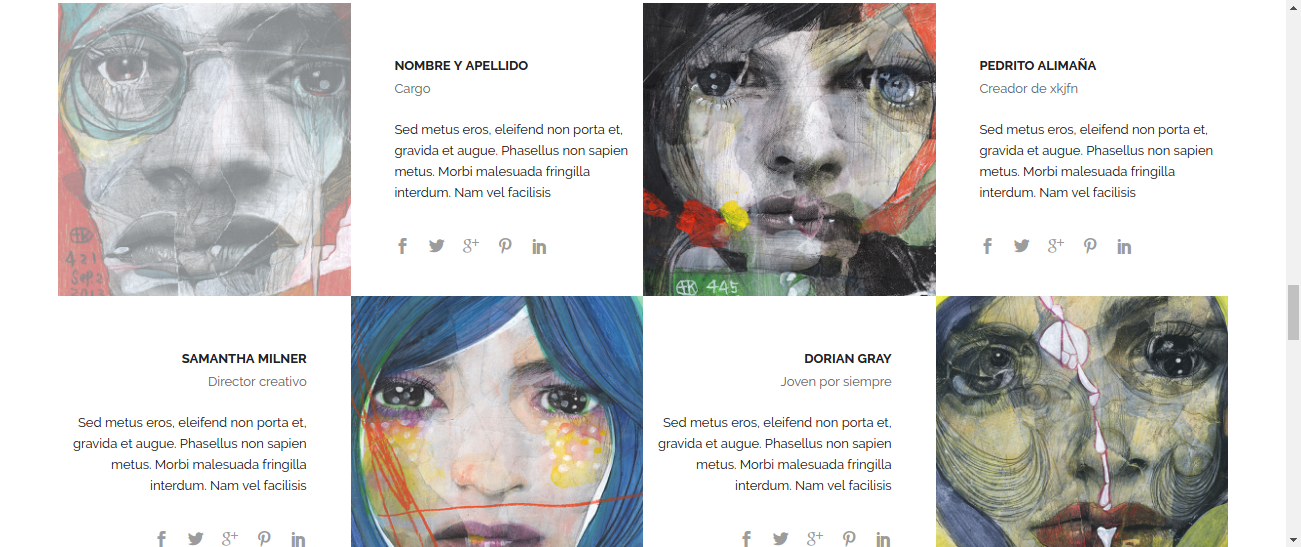 NOMBRE Y APELLIDO
Cargo
Sed metus eros, eleifend non porta et,
gravida et augue. Phasellus non sapien
metus. Morbi malesuada fringilla
interdum. Nam vel facilisis
PEDRITO ALIMAÑA
Creador de xkjfn
Sed metus eros, eleifend non porta et,
gravida et augue. Phasellus non sapien
metus. Morbi malesuada fringilla
interdum. Nam vel facilisis
421
Sep.2
2013
445
SAMANTHA MILNER
Director creativo
Sed metus eros, eleifend non porta et,
gravida et augue. Phasellus non sapien
metus. Morbi malesuada fringilla
interdum. Nam vel facilisis
DORIAN GRAY
Joven por siempre
Sed metus eros, eleifend non porta et,
gravida et augue. Phasellus non sapien
metus. Morbi malesuada fringilla
interdum. Nam vel facilisis